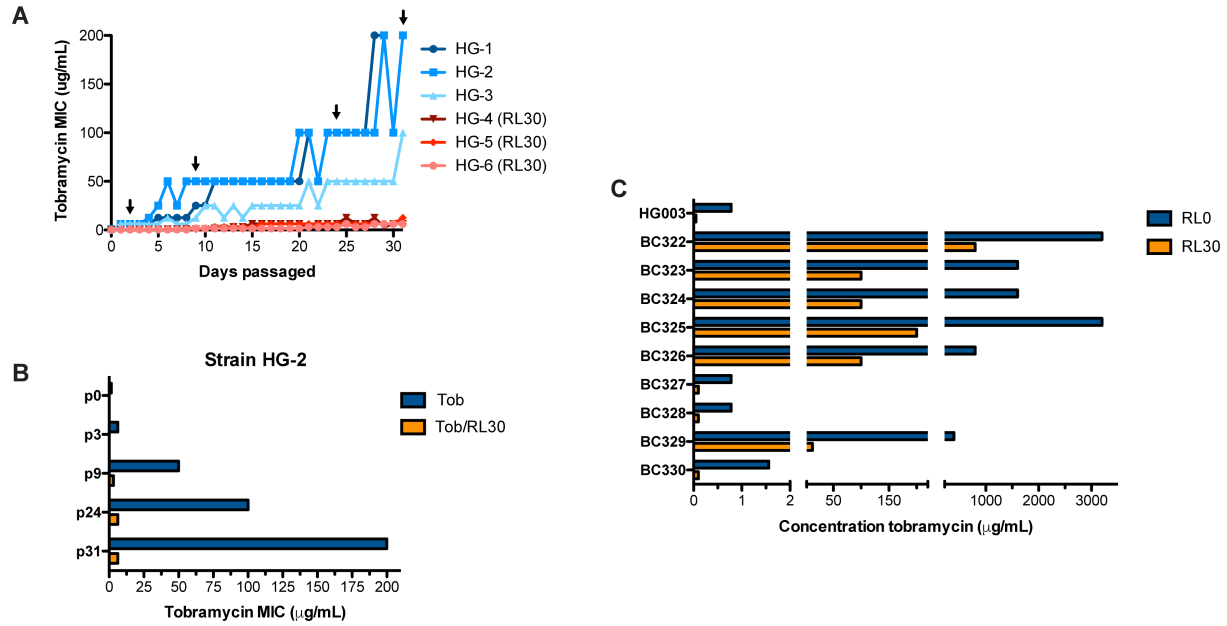 A
Tobramycin MIC (ug/mL)
200
150
100
50
0
0 5 10 15 20 25 30
Days passaged
HG-1
HG-2
HG-3
HG-4 (RL30)
HG-5 (RL30)
HG-6 (RL30)
B
Strain HG-2
p0
p3
p9
p24
p31
0 25 50 75 100 125 150 175 200
Tobramycin MIC (μg/mL)
Tob
Tob/RL30
C
HG003
BC322
BC323
BC324
BC325
BC326
BC327
BC328
BC329
BC330
0 1 2 50 150 1000 2000 3000
Concentration tobramycin (μg/mL)
RL0
RL30